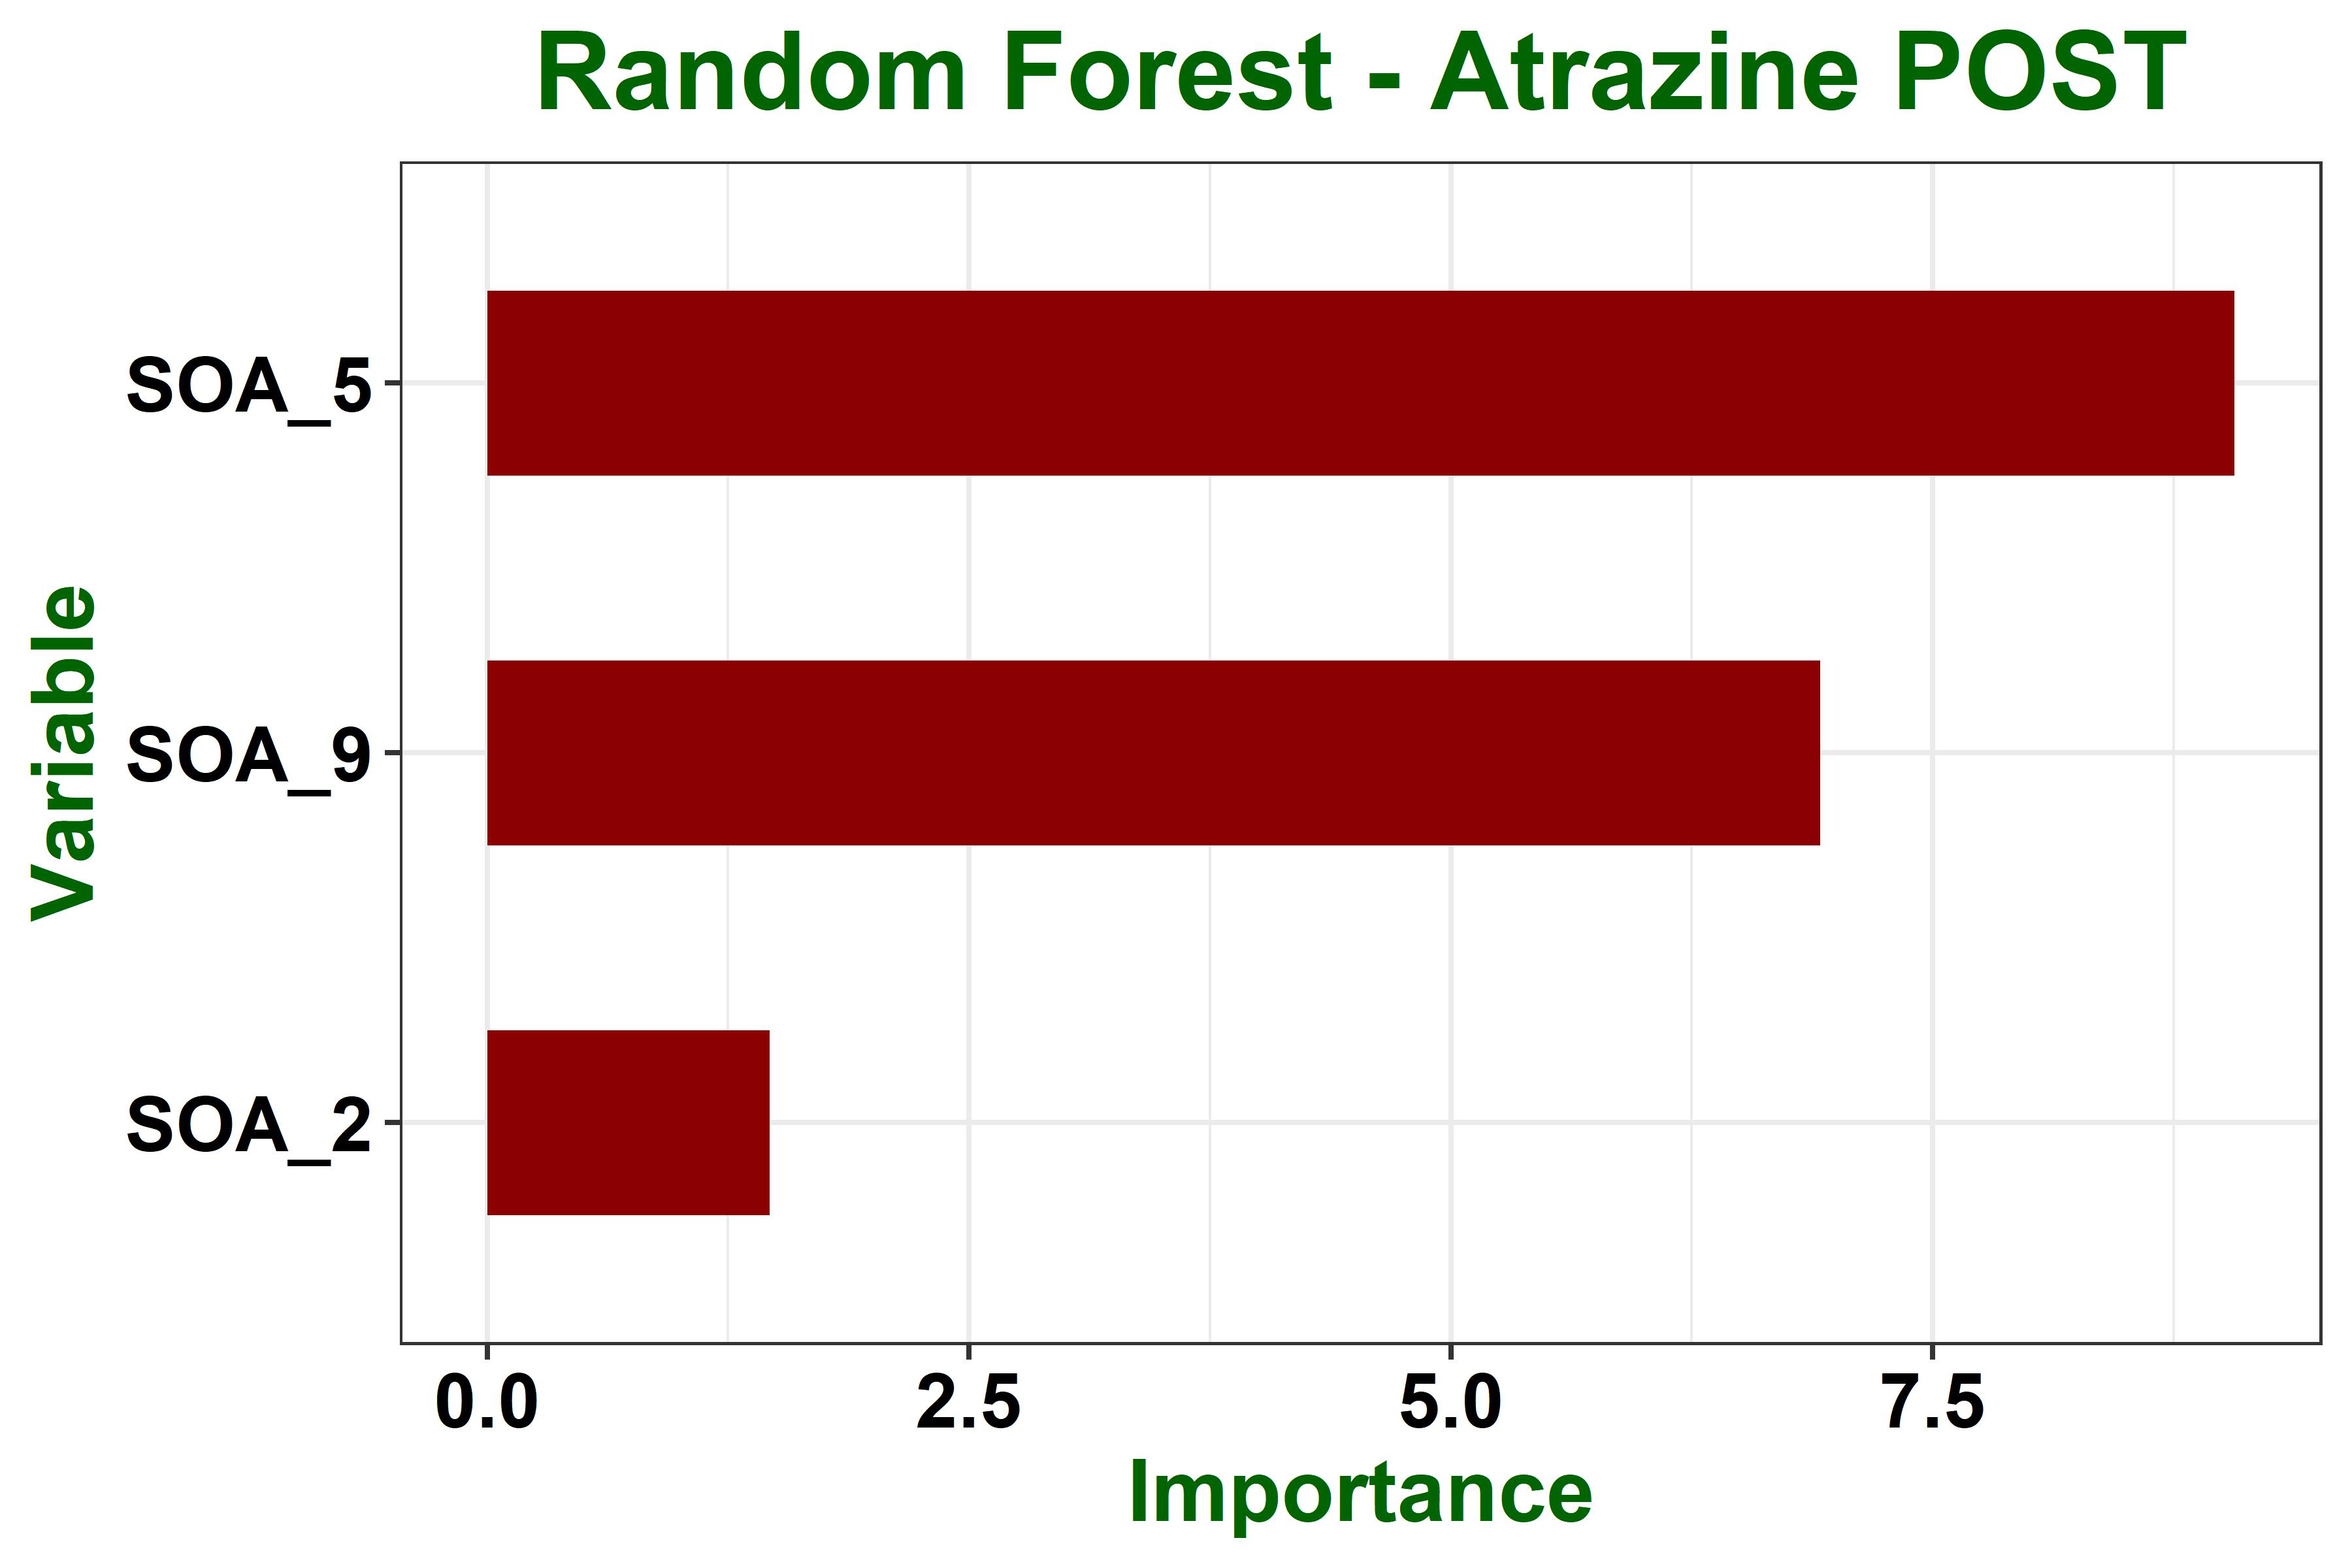 Random Forest - Atrazine POST
Variable
SOA_5
SOA_9
SOA_2
0.0 2.5 5.0 7.5
Importance